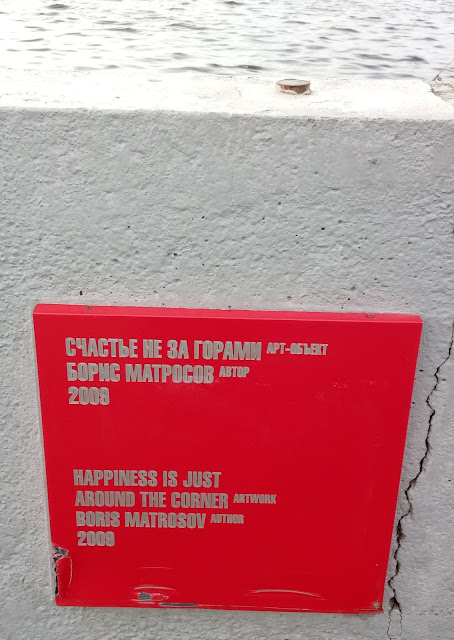 СЧАСТЬЕ НЕ ЗА ГОРАМИ АРТ-ОБЪЕКТ
БОРИС МАТРОСОВ АВТОР
2009
HAPPINESS IS JUST
AROUND THE CORNER ARTWORK
BORIS MATROSOV AUTHOR
2009